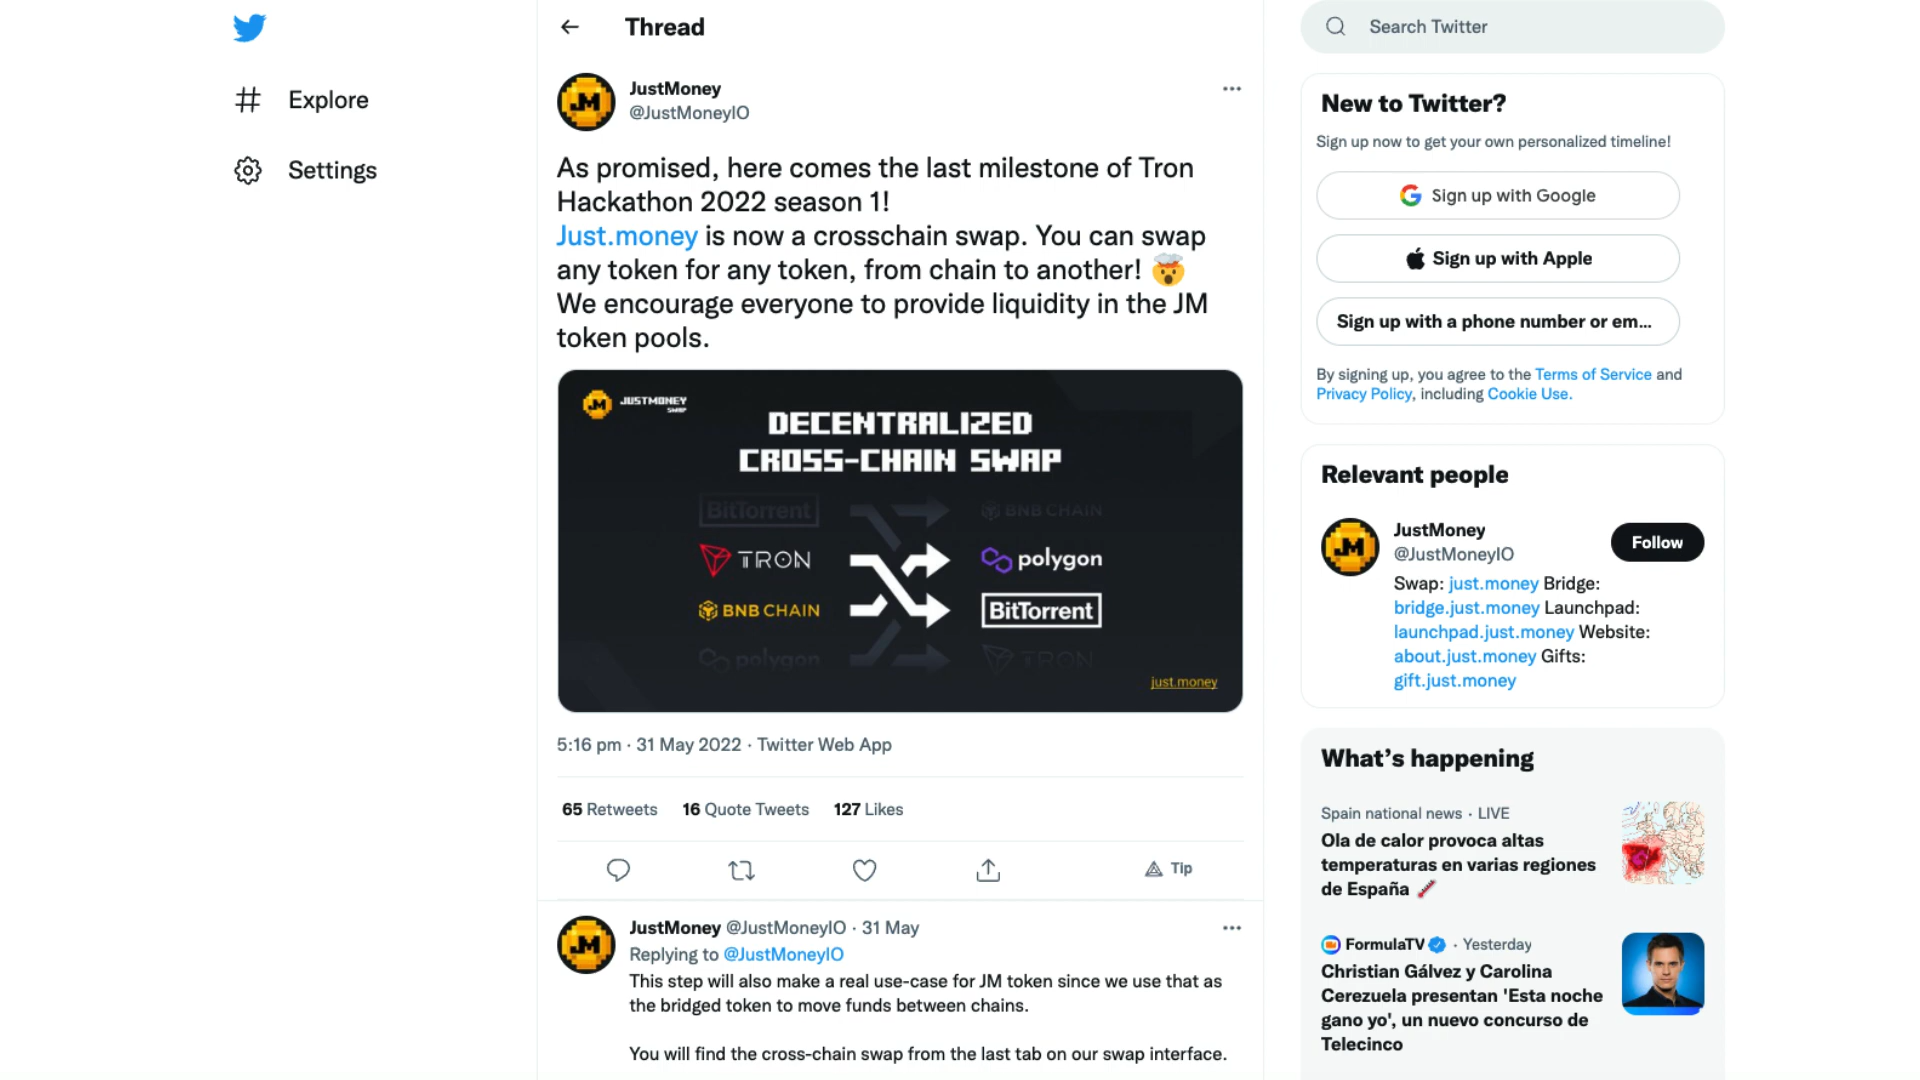 Explore
Settings
Thread
JustMoney
@JustMoneyIO
As promised, here comes the last milestone of Tron
Hackathon 2022 season 1!
Just.money is now a crosschain swap. You can swap
any token for any token, from chain to another! 🤯
We encourage everyone to provide liquidity in the JM
token pools.
JM JUSTMONEY
SWAP
DECENTRALIZED
CROSS-CHAIN SWAP
BitTorrent BNB CHAIN
TRON polygon
BNB CHAIN BitTorrent
polygon TRON
just.money
5:16 pm · 31 May 2022 · Twitter Web App
65 Retweets 16 Quote Tweets 127 Likes
Tip
JustMoney @JustMoneyIO · 31 May
Replying to @JustMoneyIO
This step will also make a real use-case for JM token since we use that as
the bridged token to move funds between chains.
You will find the cross-chain swap from the last tab on our swap interface.
Search Twitter
New to Twitter?
Sign up now to get your own personalized timeline!
Sign up with Google
Sign up with Apple
Sign up with a phone number or em...
By signing up, you agree to the Terms of Service and
Privacy Policy, including Cookie Use.
Relevant people
JustMoney
@JustMoneyIO
Follow
Swap: just.money Bridge:
bridge.just.money Launchpad:
launchpad.just.money Website:
about.just.money Gifts:
gift.just.money
What's happening
Spain national news · LIVE
Ola de calor provoca altas
temperaturas en varias regiones
de España 🌡️
FormulaTV · Yesterday
Christian Gálvez y Carolina
Cerezuela presentan 'Esta noche
gano yo', un nuevo concurso de
Telecinco